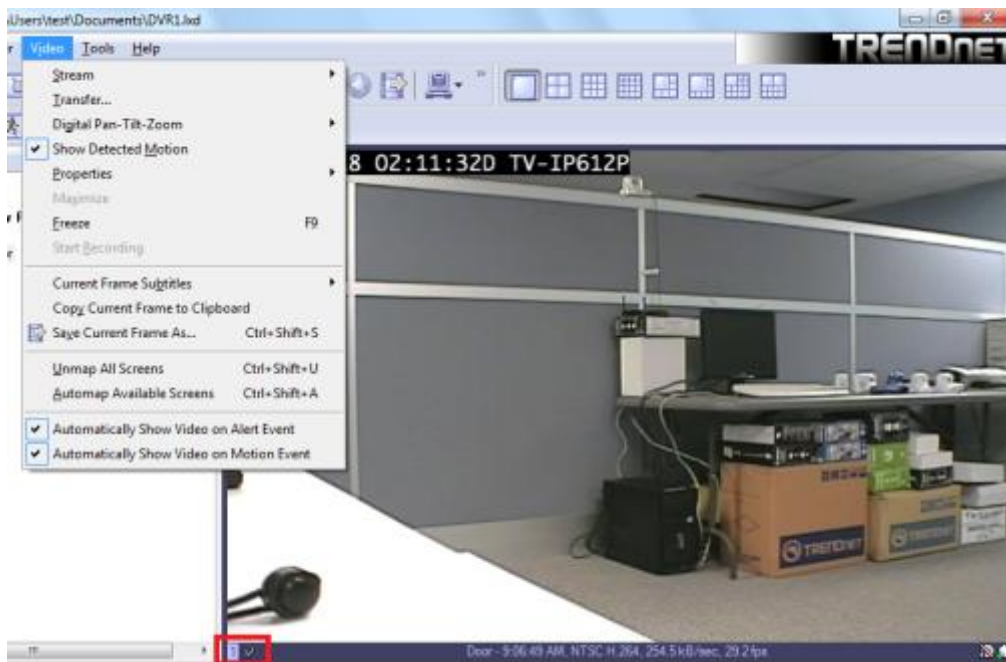 \Users\test\Documents\DVR1.lxd
Video Tools Help
TRENDnet
Stream
Transfer...
Digital Pan-Tilt-Zoom
Show Detected Motion
Properties
Maximize
Freeze F9
Start Recording
Current Frame Subtitles
Copy Current Frame to Clipboard
Save Current Frame As... Ctrl+Shift+S
Unmap All Screens Ctrl+Shift+U
Automap Available Screens Ctrl+Shift+A
Automatically Show Video on Alert Event
Automatically Show Video on Motion Event
8 02:11:32D TV-IP612P
TRENDnet
TRENDnet
1
Door - 9:06:49 AM, NTSC H.264, 254.5 kB/sec, 29.2 fps